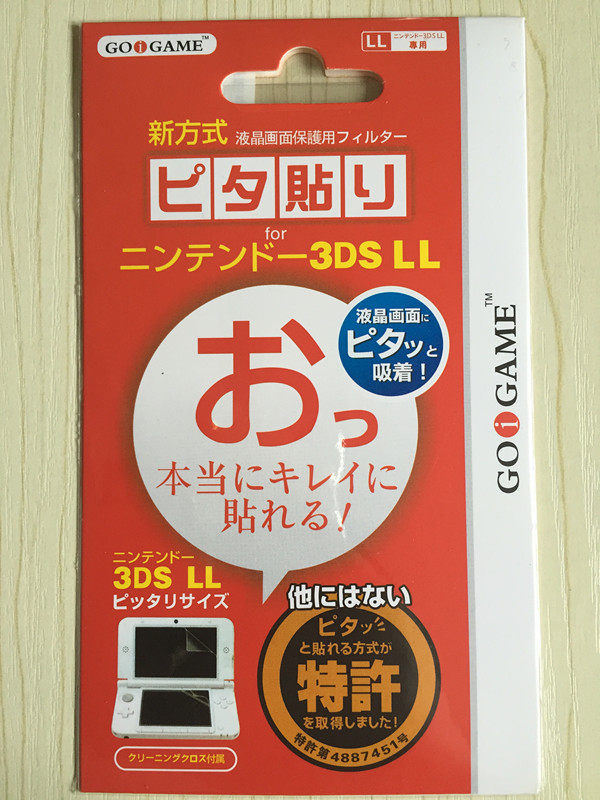 GOiGAME™
LL ニンテンドー3DS LL
専用
新方式 液晶画面保護用フィルター
ピタ貼り
for
ニンテンドー3DS LL
液晶画面に
ピタッと
吸着!
おっ
本当にキレイに
貼れる!
GOiGAME™
ニンテンドー
3DS LL
ピッタリサイズ
クリーニングクロス付属
他にはない
ピタッ
と貼れる方式が
特許
を取得しました!
特許第4887451号